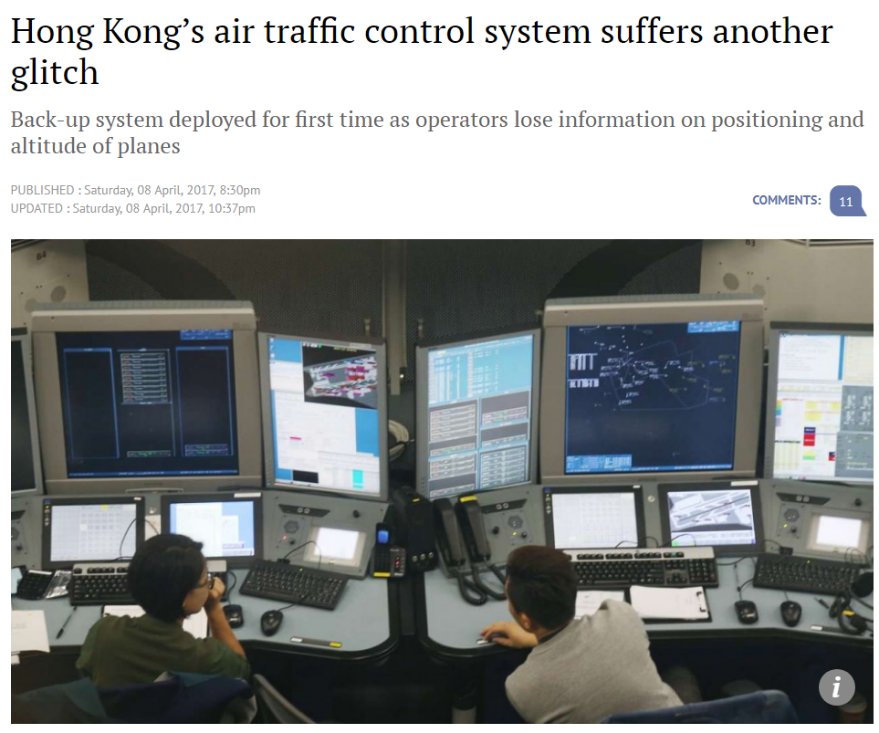 Hong Kong’s air traffic control system suffers another
glitch
Back-up system deployed for first time as operators lose information on positioning and
altitude of planes
PUBLISHED : Saturday, 08 April, 2017, 8:30pm
UPDATED : Saturday, 08 April, 2017, 10:37pm
COMMENTS: 11
i